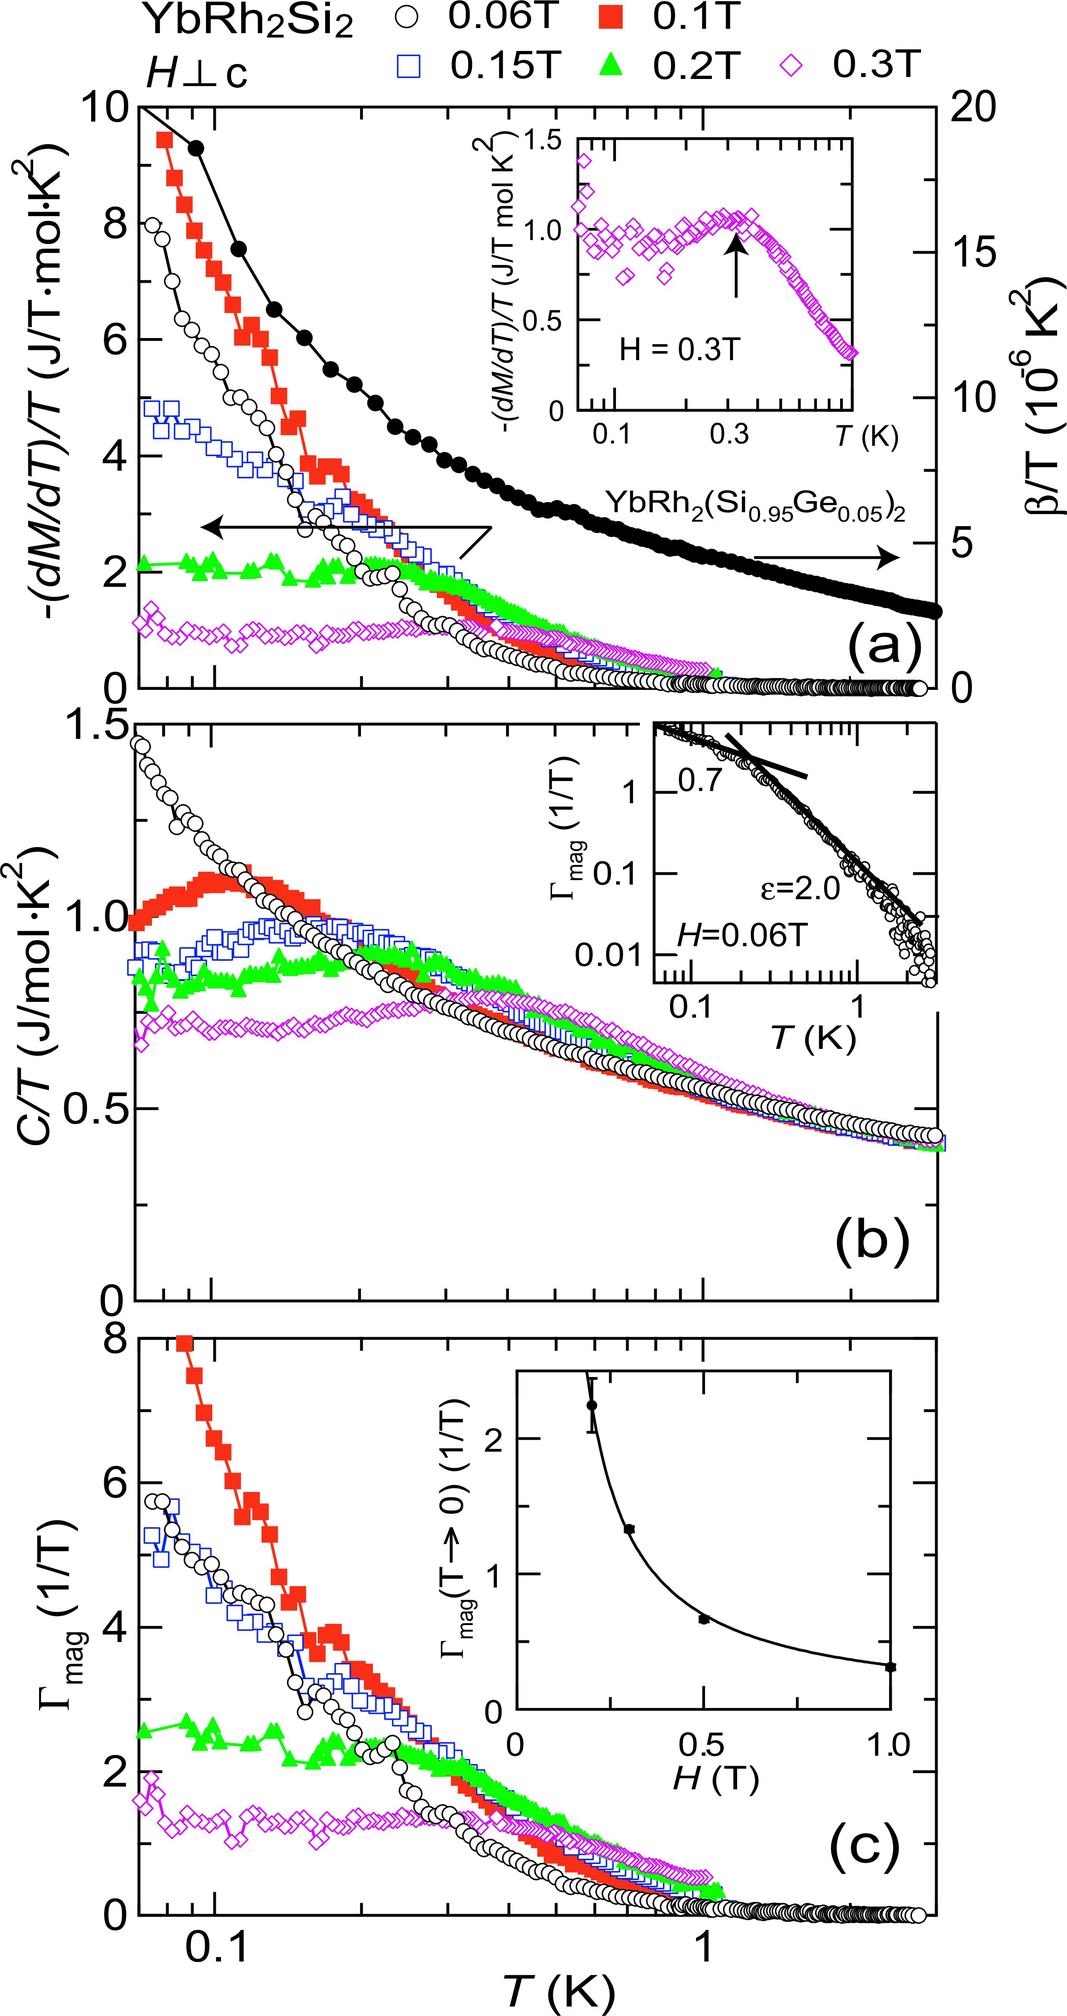 YbRh2Si2 0.06T 0.1T
H⊥c 0.15T 0.2T 0.3T
10 20
-(dM/dT)/T (J/T·mol·K²)
8
6
4
2
0
15
10
5
0
β/T (10⁻⁶ K²)
-(dM/dT)/T (J/T mol K²)
1.5
1.0
0.5
0
H = 0.3T
0.1 0.3 T (K)
YbRh2(Si0.95Ge0.05)2
(a)
1.5
1.0
0.5
0
C/T (J/mol·K²)
Γmag (1/T)
1
0.1
0.01
0.7
ε=2.0
H=0.06T
0.1 1
T (K)
(b)
8
6
4
2
0
Γmag (1/T)
Γmag(T→0) (1/T)
2
1
0
0 0.5 1.0
H (T)
(c)
0.1 1
T (K)